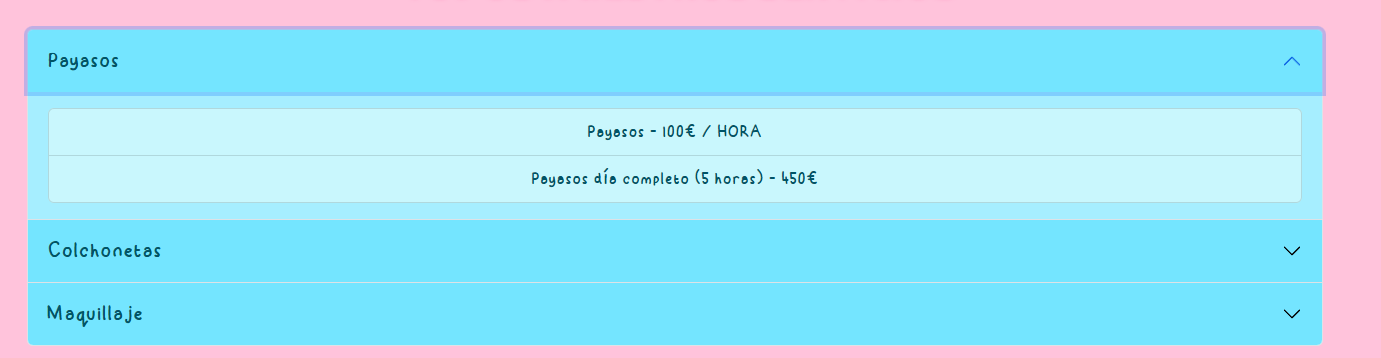 Payasos
Payasos - 100€ / HORA
Payasos día completo (5 horas) - 450€
Colchonetas
Maquillaje